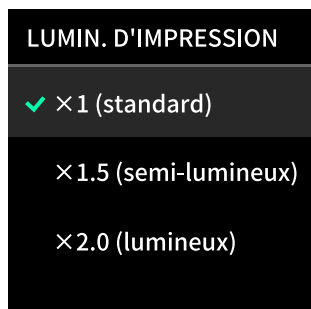 LUMIN. D'IMPRESSION
×1 (standard)
×1.5 (semi-lumineux)
×2.0 (lumineux)